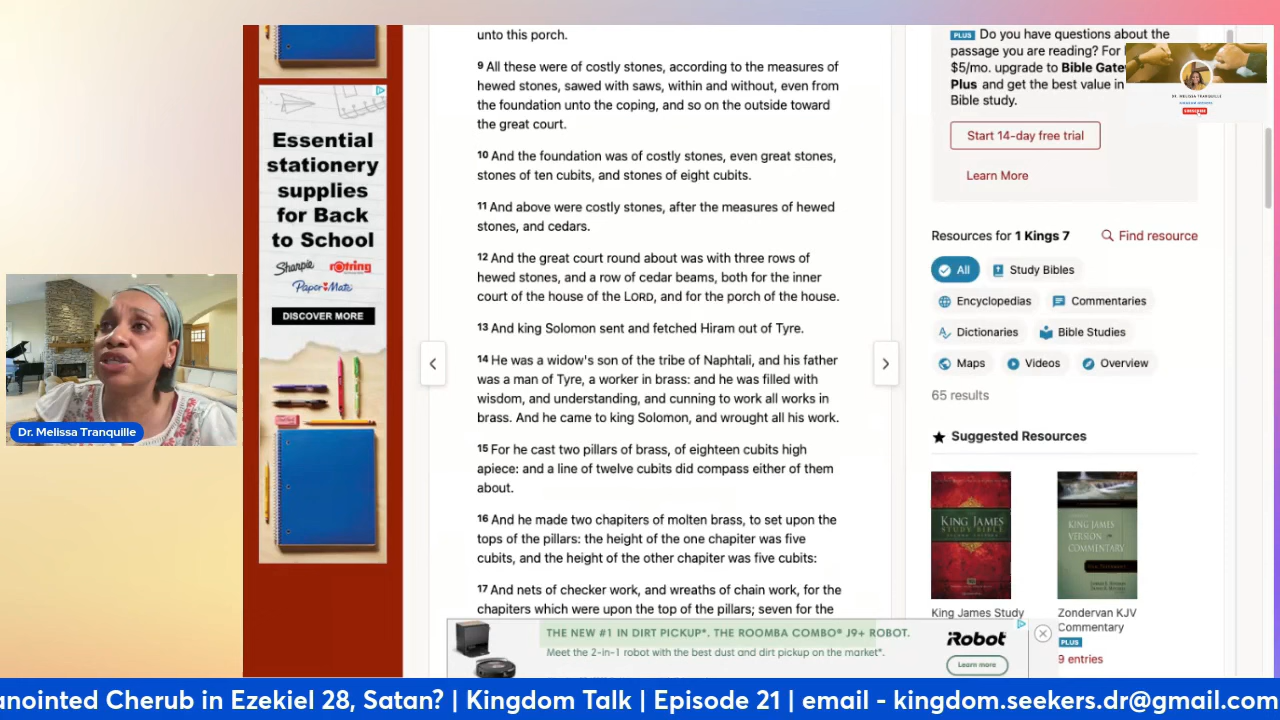 Essential
stationery
supplies
for Back
to School
Sharpie
rotring
Paper Mate
DISCOVER MORE
Dr. Melissa Tranquille
unto this porch.
9 All these were of costly stones, according to the measures of
hewed stones, sawed with saws, within and without, even from
the foundation unto the coping, and so on the outside toward
the great court.
10 And the foundation was of costly stones, even great stones,
stones of ten cubits, and stones of eight cubits.
11 And above were costly stones, after the measures of hewed
stones, and cedars.
12 And the great court round about was with three rows of
hewed stones, and a row of cedar beams, both for the inner
court of the house of the LORD, and for the porch of the house.
13 And king Solomon sent and fetched Hiram out of Tyre.
14 He was a widow's son of the tribe of Naphtali, and his father
was a man of Tyre, a worker in brass: and he was filled with
wisdom, and understanding, and cunning to work all works in
brass. And he came to king Solomon, and wrought all his work.
15 For he cast two pillars of brass, of eighteen cubits high
apiece: and a line of twelve cubits did compass either of them
about.
16 And he made two chapiters of molten brass, to set upon the
tops of the pillars: the height of the one chapiter was five
cubits, and the height of the other chapiter was five cubits:
17 And nets of checker work, and wreaths of chain work, for the
chapiters which were upon the top of the pillars; seven for the
PLUS Do you have questions about the
passage you are reading? For
$5/mo. upgrade to Bible Gate
Plus and get the best value in
Bible study.
Start 14-day free trial
Learn More
DR. MELISSA TRANQUILLE
SUBSCRIBE
Resources for 1 Kings 7
Find resource
All
Study Bibles
Encyclopedias
Commentaries
Dictionaries
Bible Studies
Maps
Videos
Overview
65 results
Suggested Resources
KING JAMES
STUDY BIBLE
KING JAMES
VERSION
COMMENTARY
King James Study
Zondervan KJV
Commentary
PLUS
9 entries
THE NEW #1 IN DIRT PICKUP*. THE ROOMBA COMBO® J9+ ROBOT.
Meet the 2-in-1 robot with the best dust and dirt pickup on the market*.
iRobot
Learn more
anointed Cherub in Ezekiel 28, Satan? | Kingdom Talk | Episode 21 | email - kingdom.seekers.dr@gmail.com